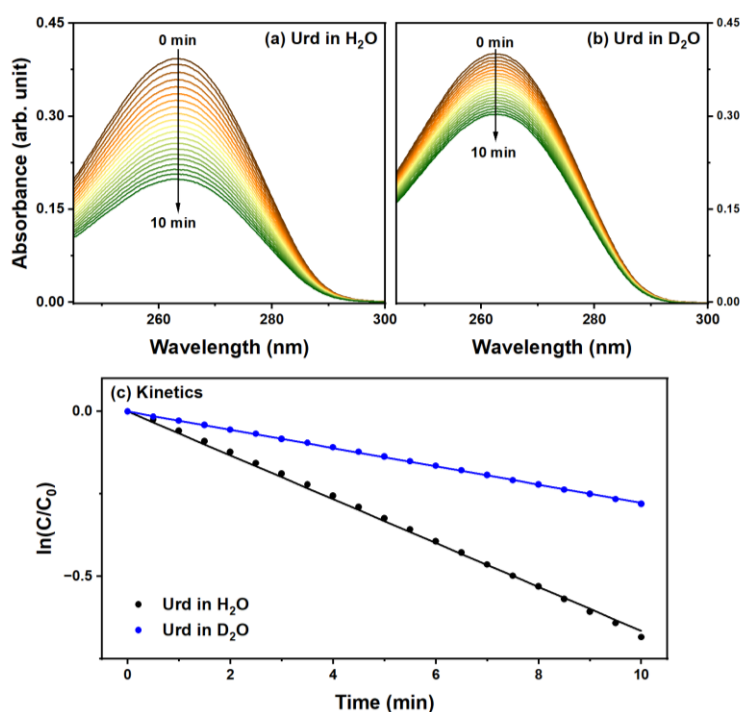 0.45
0.30
0.15
0.00
Absorbance (arb. unit)
0 min
(a) Urd in H₂O
10 min
260
280
300
Wavelength (nm)
0 min
(b) Urd in D₂O
10 min
0.45
0.30
0.15
0.00
260
280
300
Wavelength (nm)
(c) Kinetics
0.0
−0.5
ln(C/C₀)
Urd in H₂O
Urd in D₂O
0
2
4
6
8
10
Time (min)